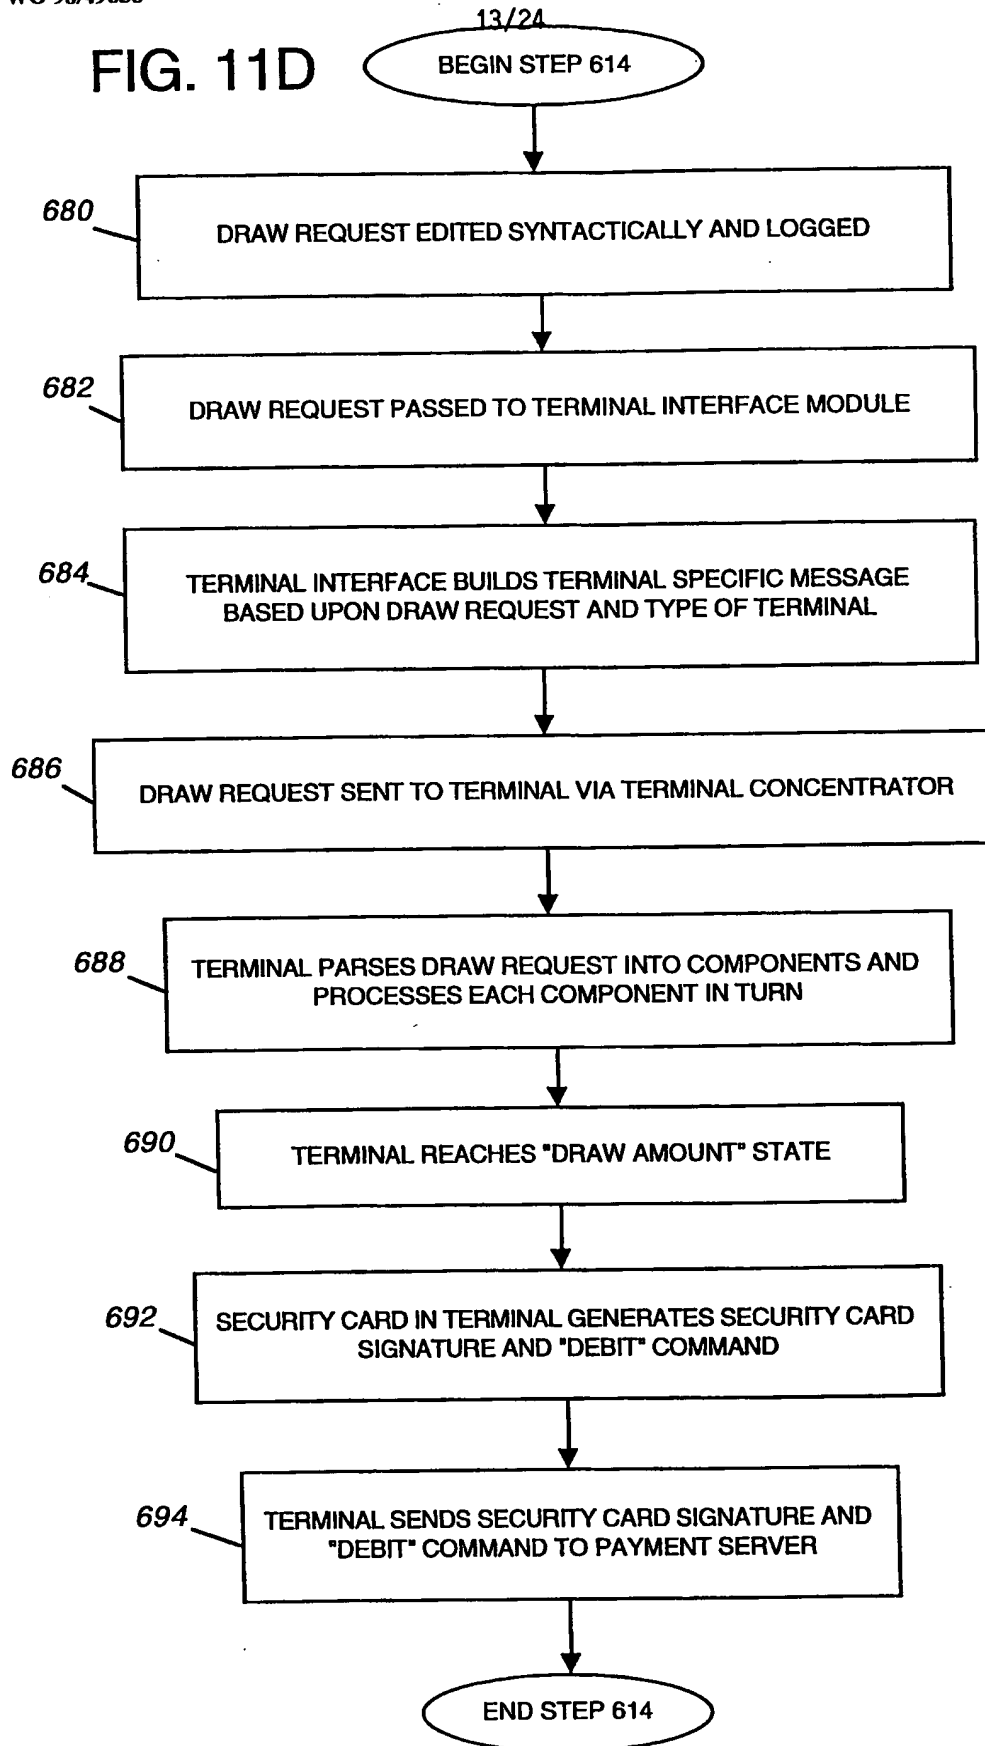 13/24
FIG. 11D
BEGIN STEP 614
680
DRAW REQUEST EDITED SYNTACTICALLY AND LOGGED
682
DRAW REQUEST PASSED TO TERMINAL INTERFACE MODULE
684
TERMINAL INTERFACE BUILDS TERMINAL SPECIFIC MESSAGE
BASED UPON DRAW REQUEST AND TYPE OF TERMINAL
686
DRAW REQUEST SENT TO TERMINAL VIA TERMINAL CONCENTRATOR
688
TERMINAL PARSES DRAW REQUEST INTO COMPONENTS AND
PROCESSES EACH COMPONENT IN TURN
690
TERMINAL REACHES "DRAW AMOUNT" STATE
692
SECURITY CARD IN TERMINAL GENERATES SECURITY CARD
SIGNATURE AND "DEBIT" COMMAND
694
TERMINAL SENDS SECURITY CARD SIGNATURE AND
"DEBIT" COMMAND TO PAYMENT SERVER
END STEP 614